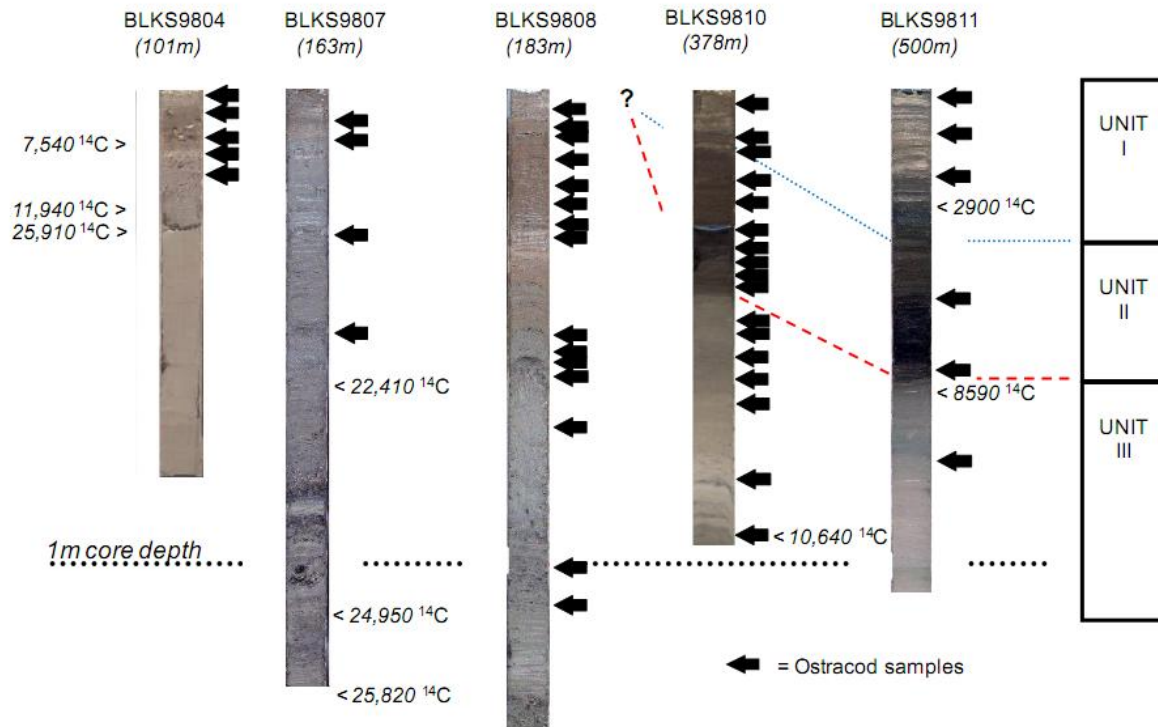 BLKS9804
(101m)
BLKS9807
(163m)
BLKS9808
(183m)
BLKS9810
(378m)
BLKS9811
(500m)
?
7,540 14C >
11,940 14C >
25,910 14C >
< 22,410 14C
< 24,950 14C
< 25,820 14C
< 10,640 14C
< 2900 14C
< 8590 14C
UNIT
I
UNIT
II
UNIT
III
1m core depth
= Ostracod samples